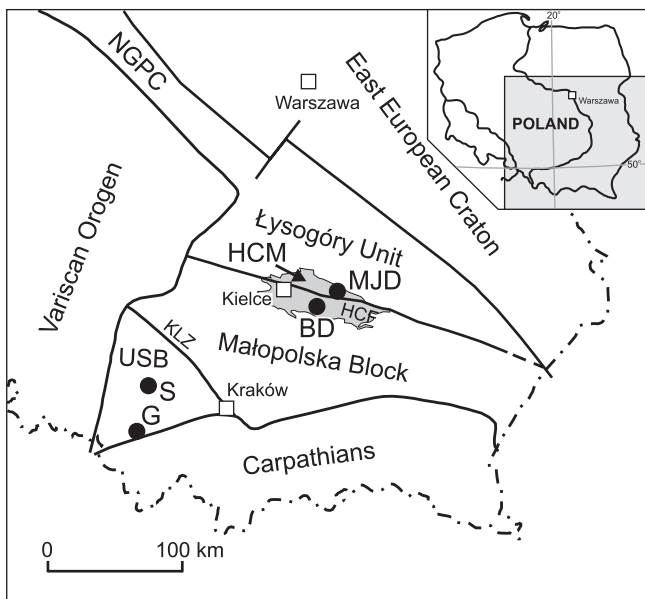 20°
NGPC
Warszawa
East European Craton
Warszawa
POLAND
50°
Variscan Orogen
Łysogóry Unit
HCM
MJD
Kielce
HCF
BD
KLZ
Małopolska Block
USB
S
Kraków
G
Carpathians
0
100 km